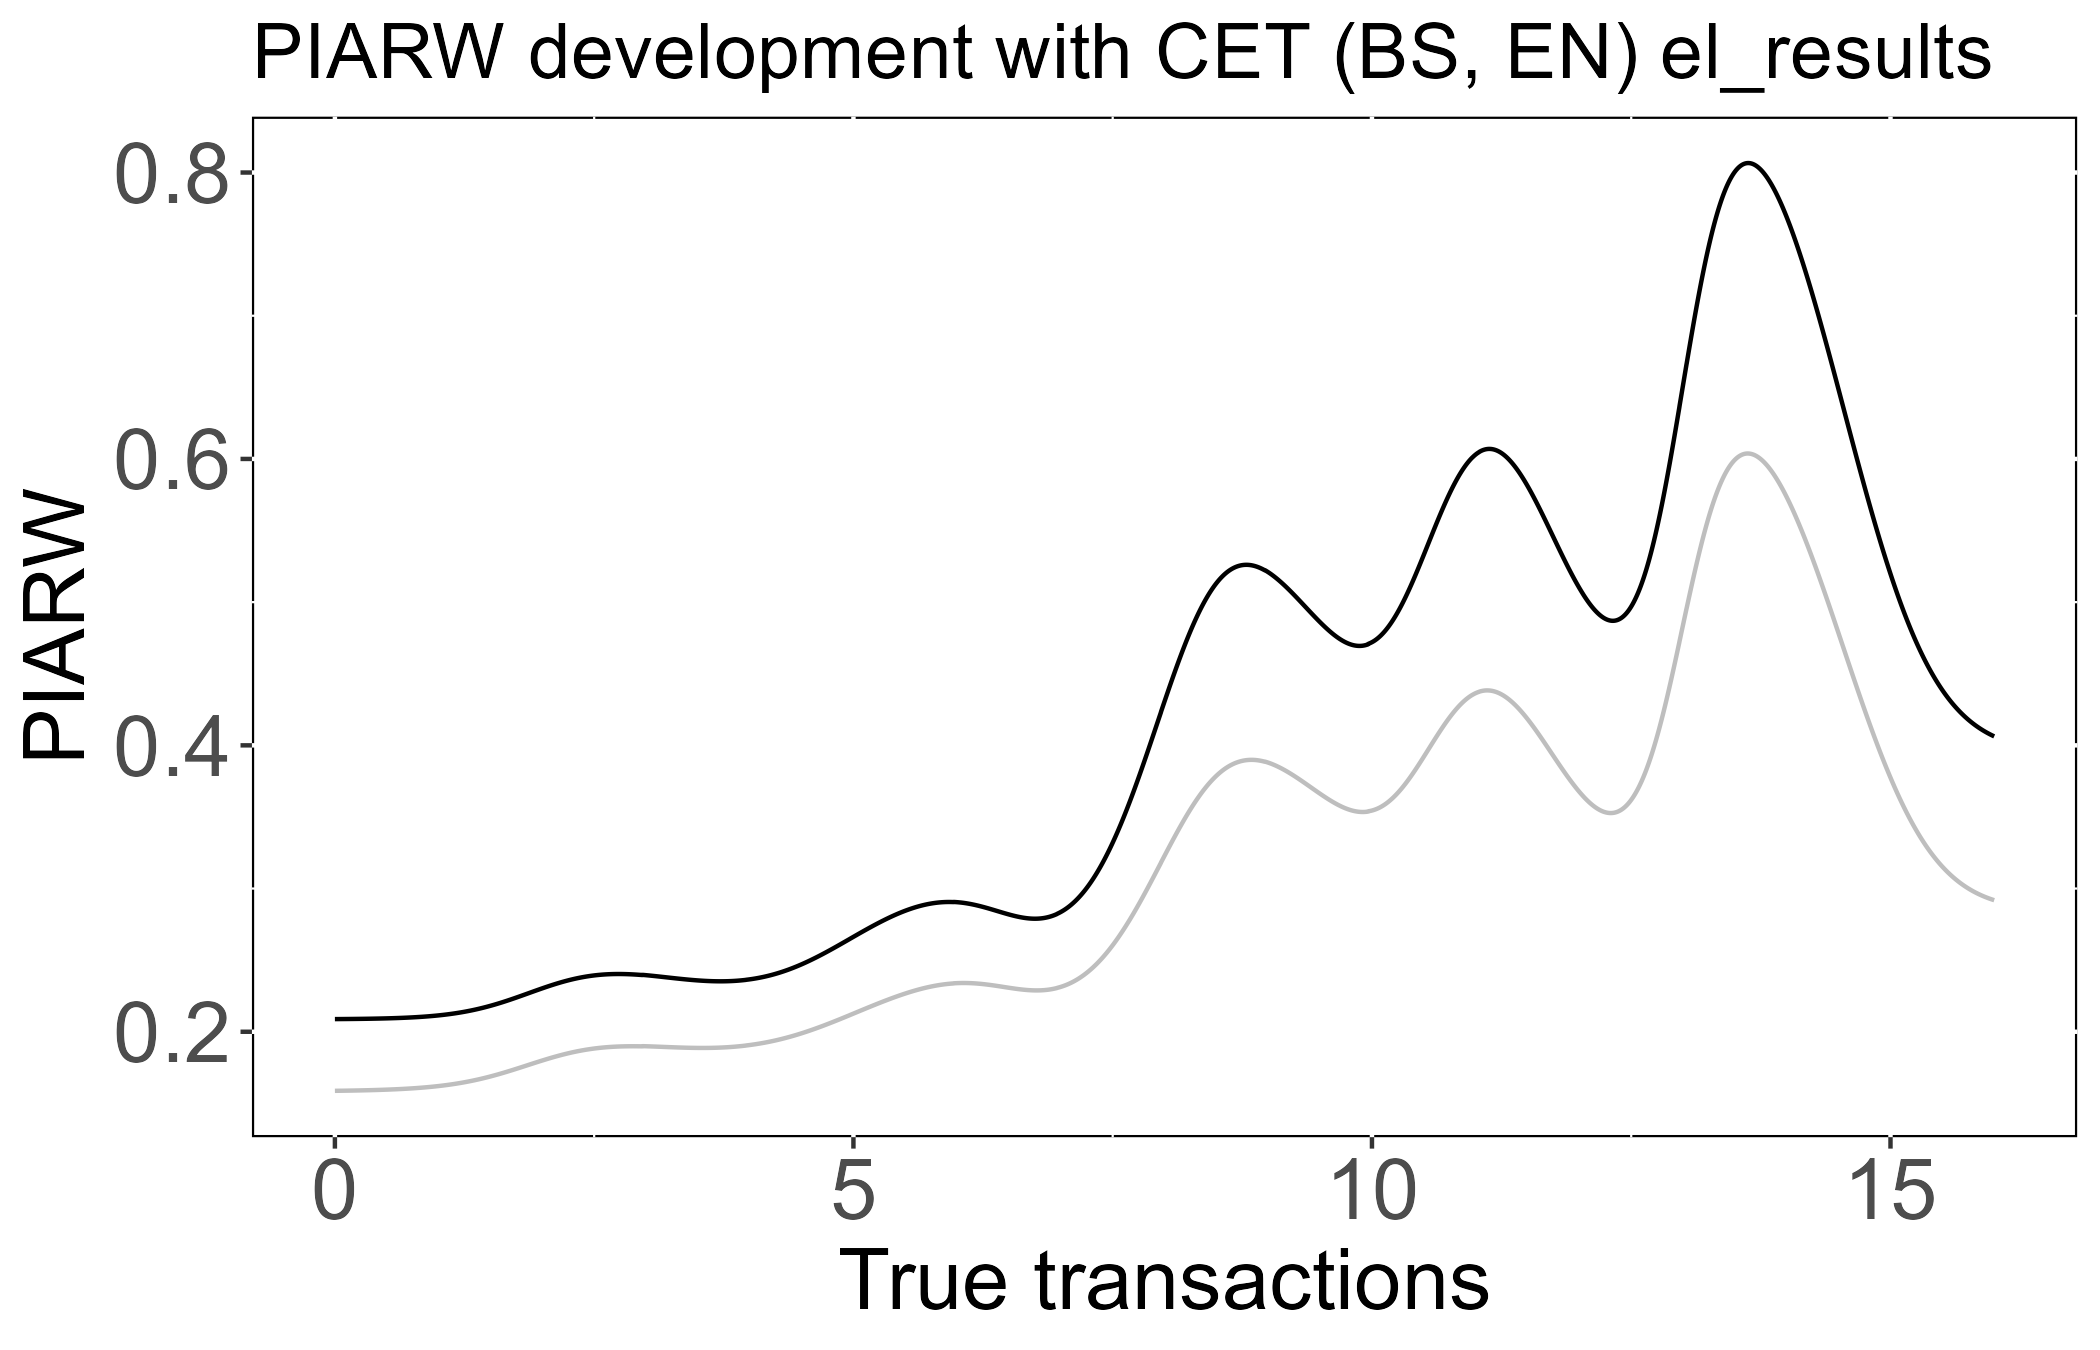 PIARW development with CET (BS, EN) el_results
PIARW
0.8
0.6
0.4
0.2
0 5 10 15
True transactions